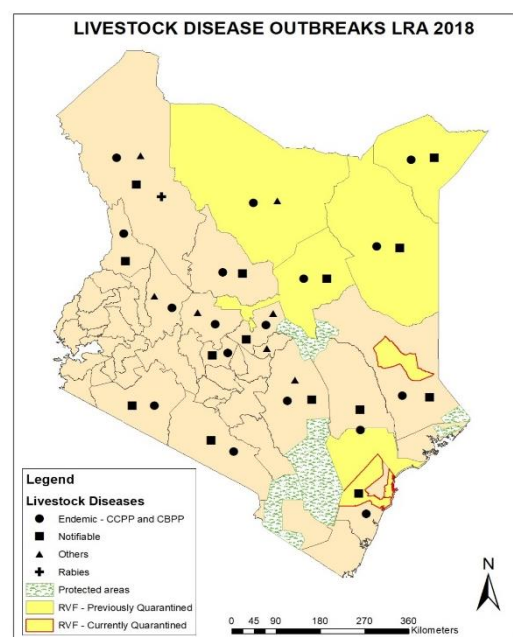 LIVESTOCK DISEASE OUTBREAKS LRA 2018
Legend
Livestock Diseases
Endemic - CCPP and CBPP
Notifiable
Others
Rabies
Protected areas
RVF - Previously Quarantined
RVF - Currently Quarantined
N
0 45 90 180 270 360
Kilometers